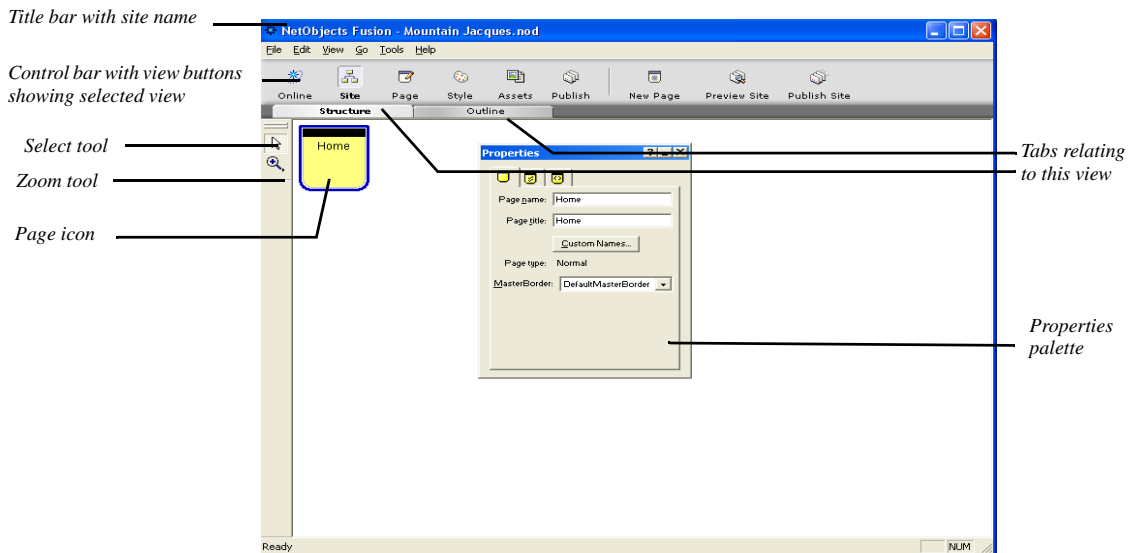 Title bar with site name
NetObjects Fusion - Mountain Jacques.nod
File Edit View Go Tools Help
Control bar with view buttons
showing selected view
Online Site Page Style Assets Publish New Page Preview Site Publish Site
Structure Outline
Select tool
Zoom tool
Page icon
Home
Properties
Page name: Home
Page title: Home
Custom Names...
Page type: Normal
MasterBorder: DefaultMasterBorder
Tabs relating
to this view
Properties
palette
Ready
NUM